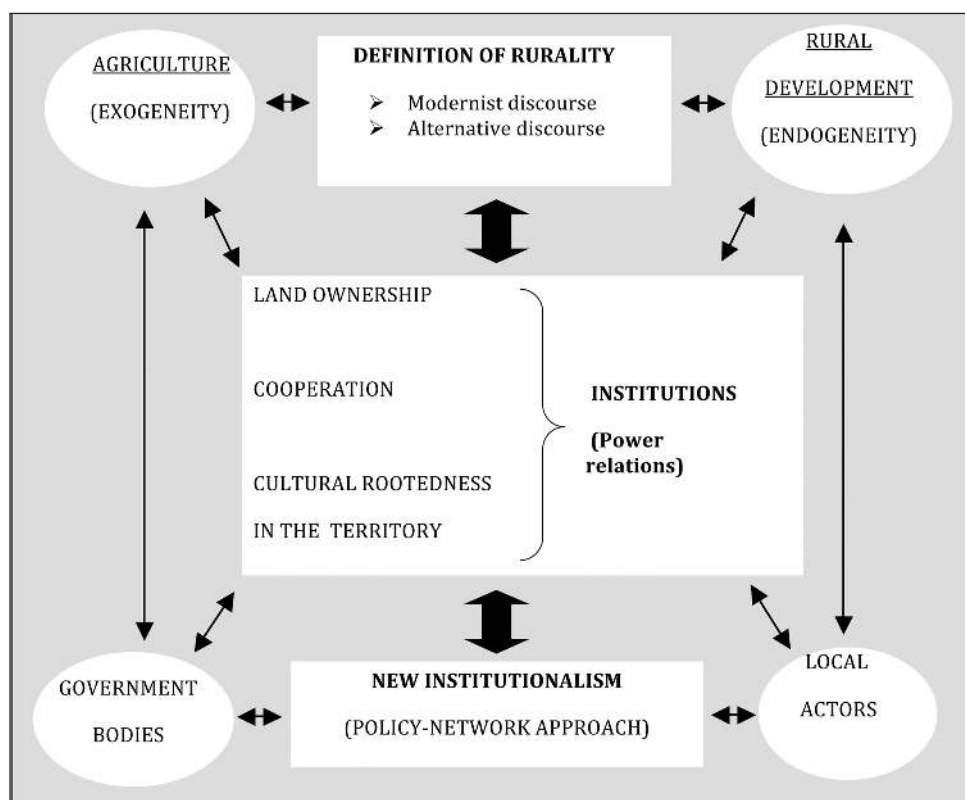 AGRICULTURE
(EXOGENEITY)
DEFINITION OF RURALITY
➢ Modernist discourse
➢ Alternative discourse
RURAL
DEVELOPMENT
(ENDOGENEITY)
LAND OWNERSHIP
COOPERATION
CULTURAL ROOTEDNESS
IN THE TERRITORY
INSTITUTIONS
(Power
relations)
GOVERNMENT
BODIES
NEW INSTITUTIONALISM
(POLICY-NETWORK APPROACH)
LOCAL
ACTORS